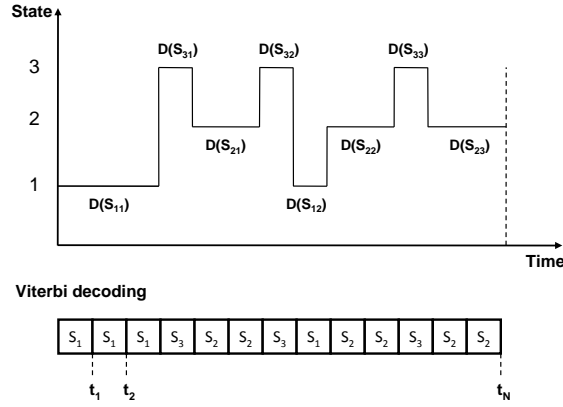 State
D(S31) D(S32) D(S33)
3
2
D(S21) D(S22) D(S23)
1
D(S11) D(S12)
Time
Viterbi decoding
S1 S1 S1 S3 S2 S2 S3 S1 S2 S2 S3 S2 S2
t1 t2 tN